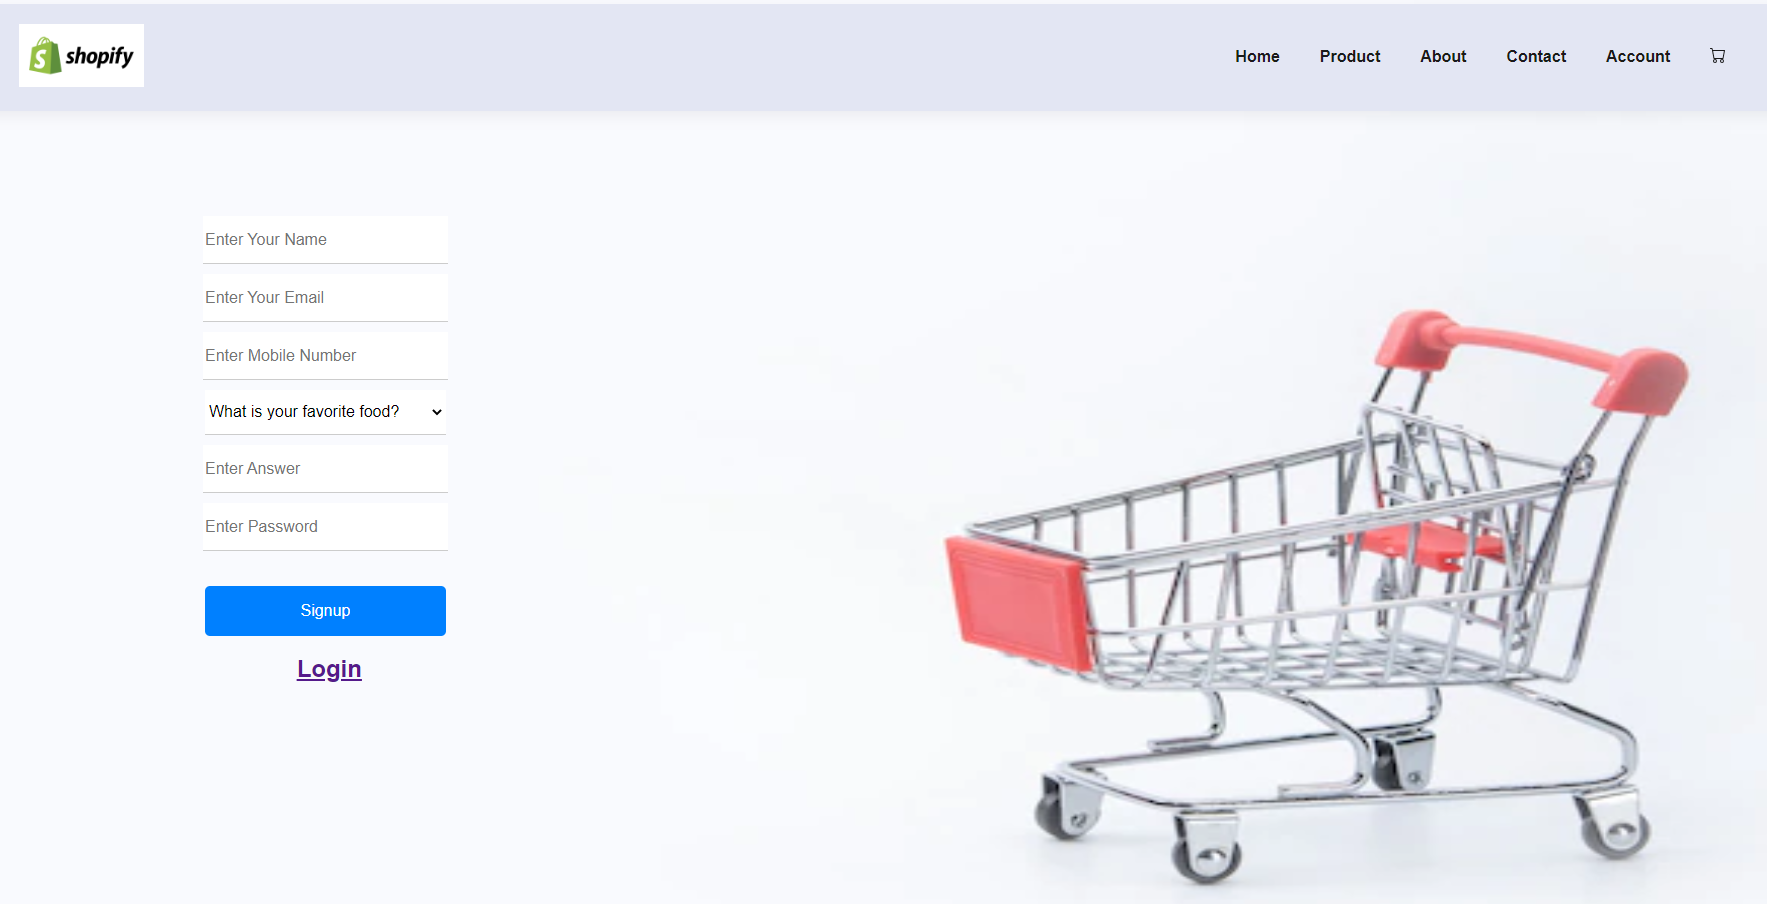 shopify
Home Product About Contact Account
Enter Your Name
Enter Your Email
Enter Mobile Number
What is your favorite food?
Enter Answer
Enter Password
Signup
Login